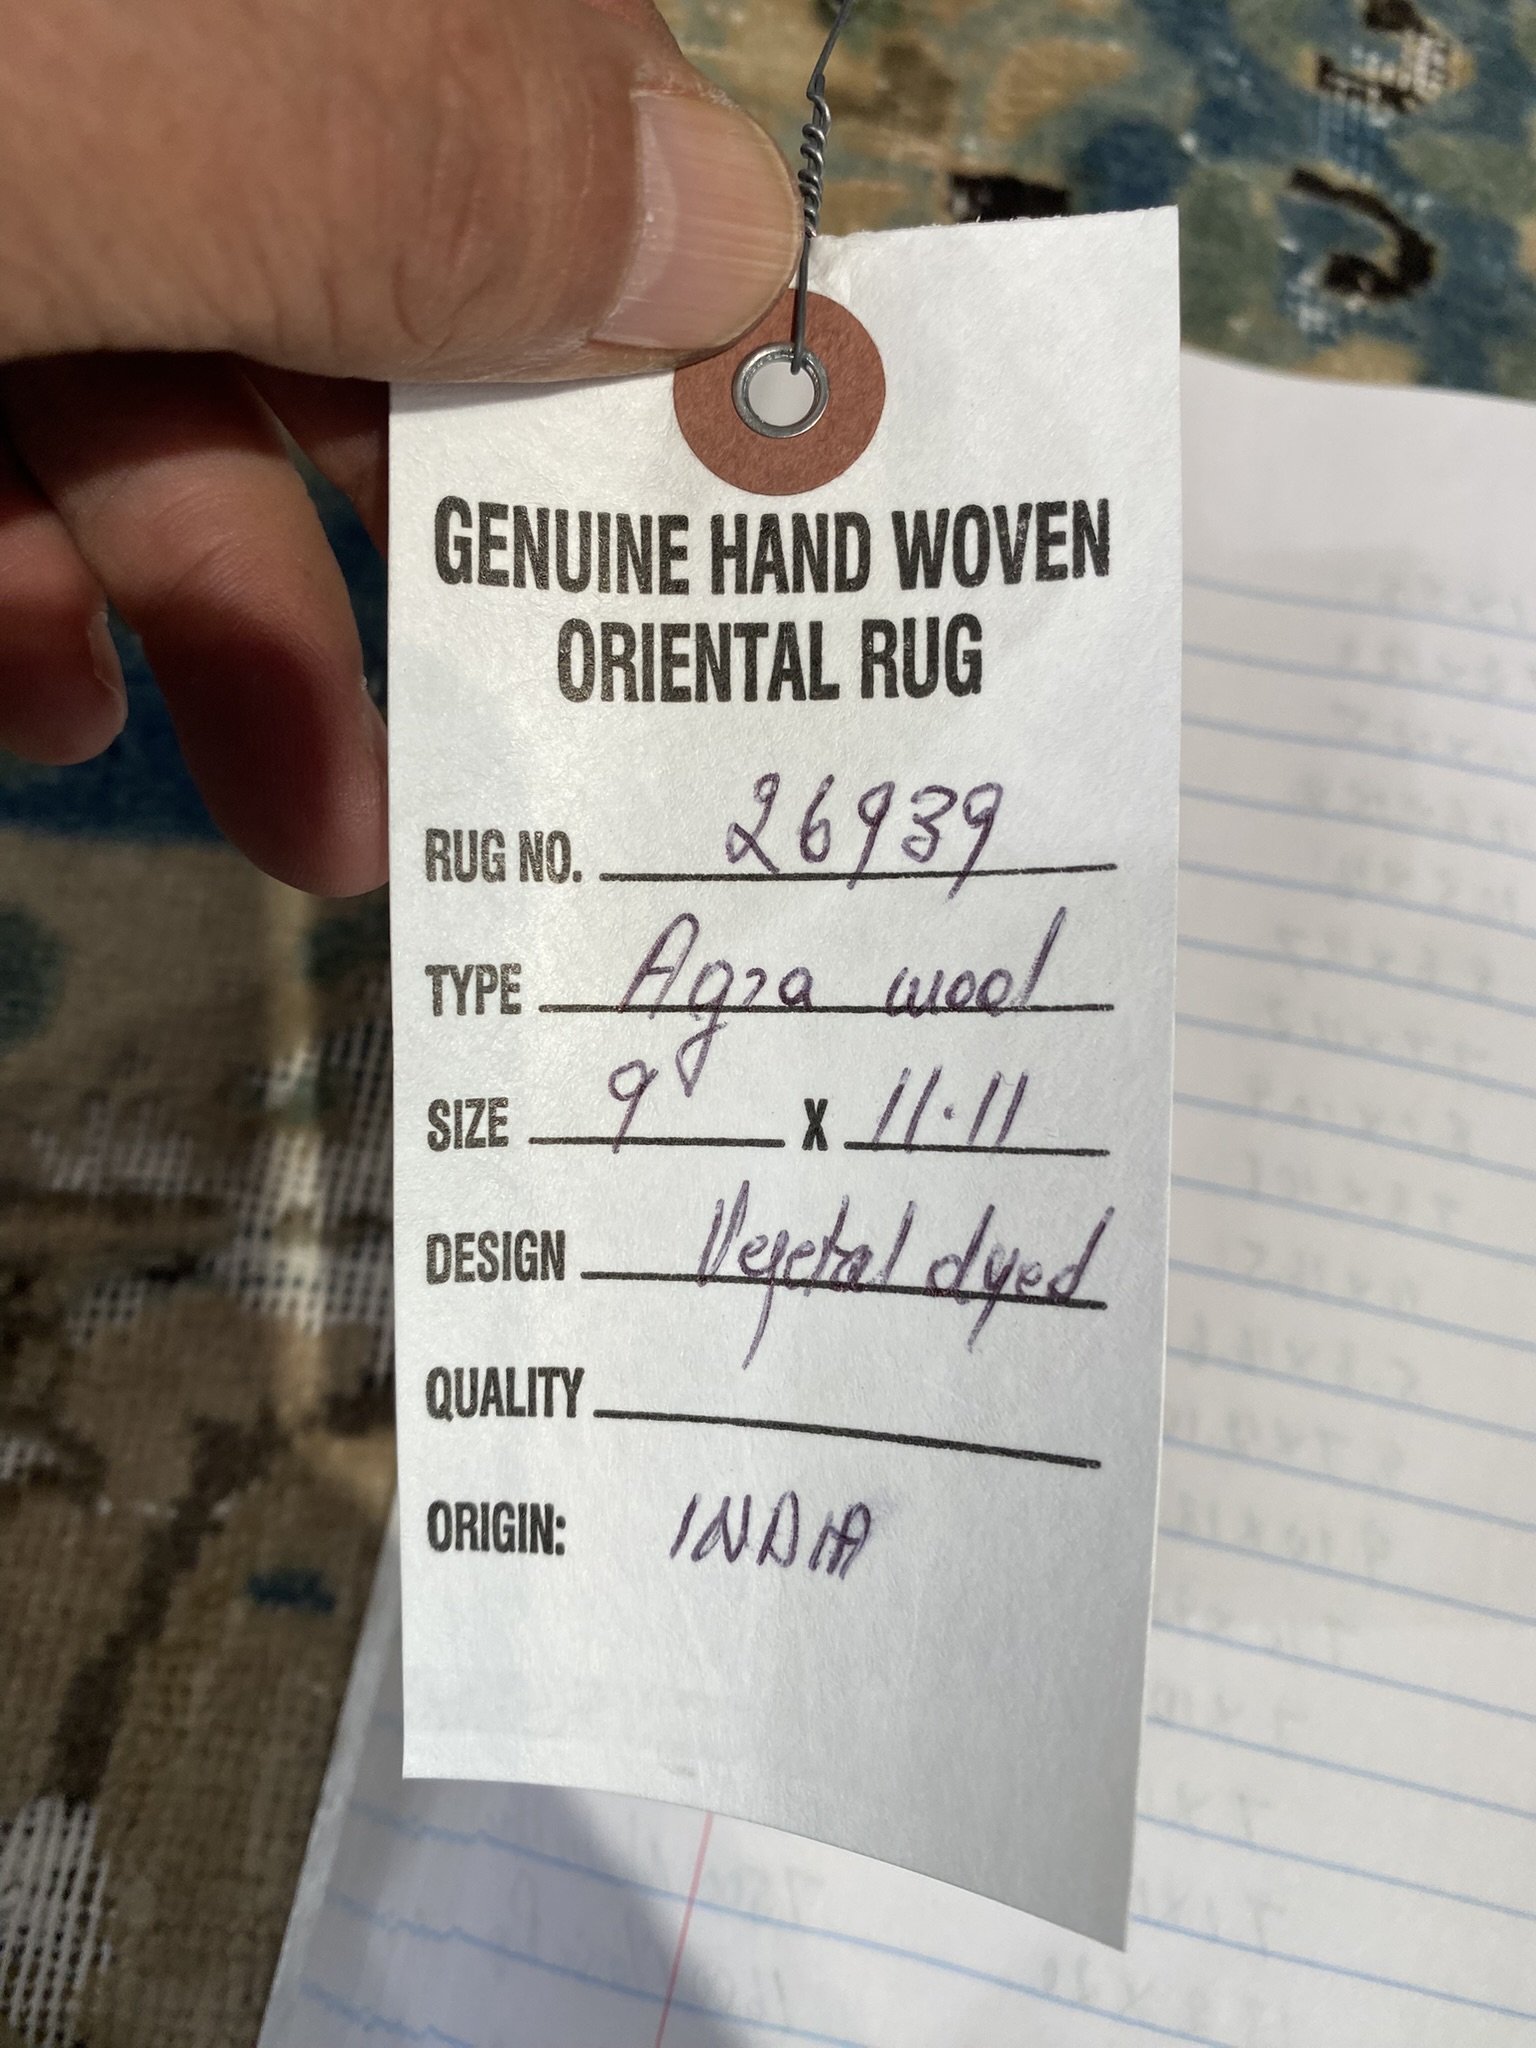 GENUINE HAND WOVEN
ORIENTAL RUG
RUG NO. 26939
TYPE Agra wool
SIZE 9 X 11.11
DESIGN Vegetal dyed
QUALITY
ORIGIN: INDIA